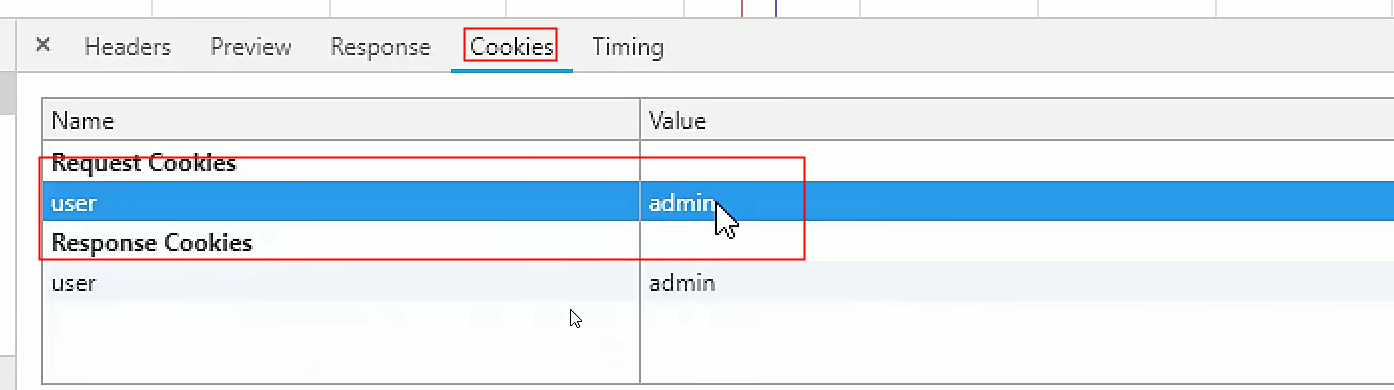 × Headers Preview Response Cookies Timing
Name Value
Request Cookies
user admin
Response Cookies
user admin